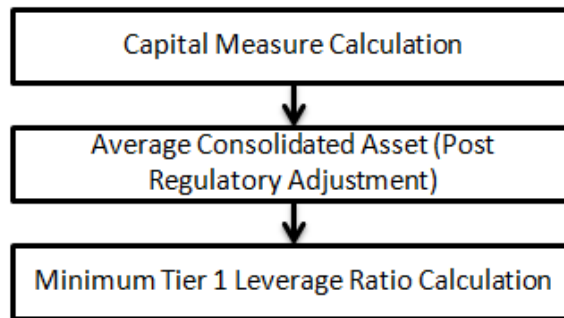 Capital Measure Calculation
Average Consolidated Asset (Post
Regulatory Adjustment)
Minimum Tier 1 Leverage Ratio Calculation